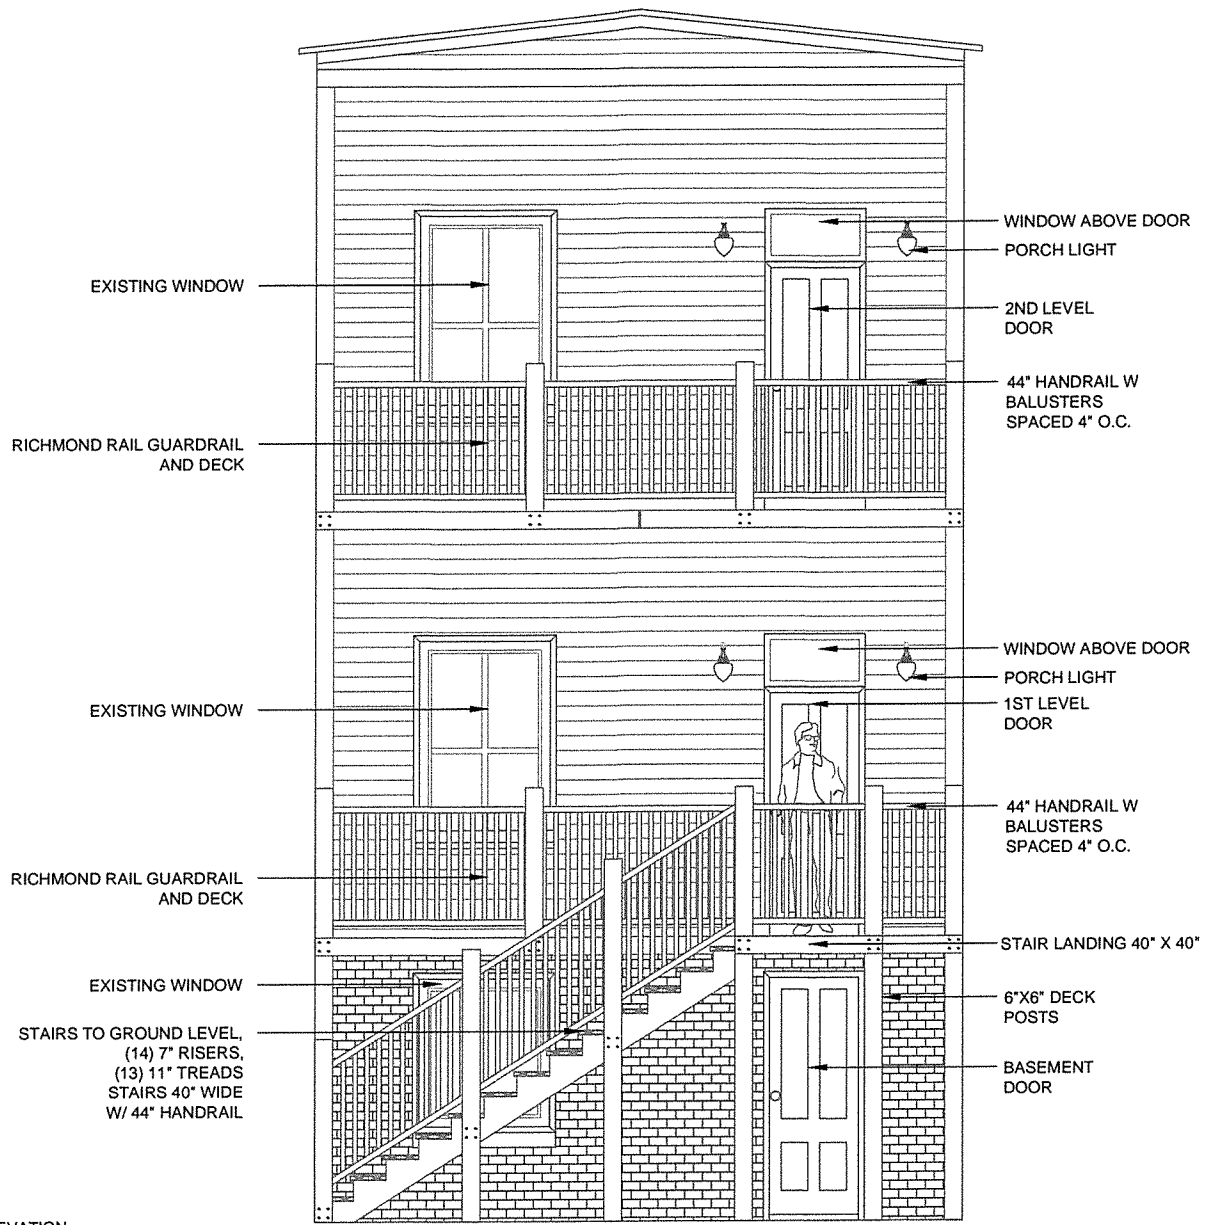 WINDOW ABOVE DOOR
PORCH LIGHT
EXISTING WINDOW
2ND LEVEL
DOOR
44" HANDRAIL W
BALUSTERS
SPACED 4" O.C.
RICHMOND RAIL GUARDRAIL
AND DECK
WINDOW ABOVE DOOR
PORCH LIGHT
EXISTING WINDOW
1ST LEVEL
DOOR
44" HANDRAIL W
BALUSTERS
SPACED 4" O.C.
RICHMOND RAIL GUARDRAIL
AND DECK
STAIR LANDING 40" X 40"
EXISTING WINDOW
6"X6" DECK
POSTS
STAIRS TO GROUND LEVEL,
(14) 7" RISERS,
(13) 11" TREADS
STAIRS 40" WIDE
W/ 44" HANDRAIL
BASEMENT
DOOR